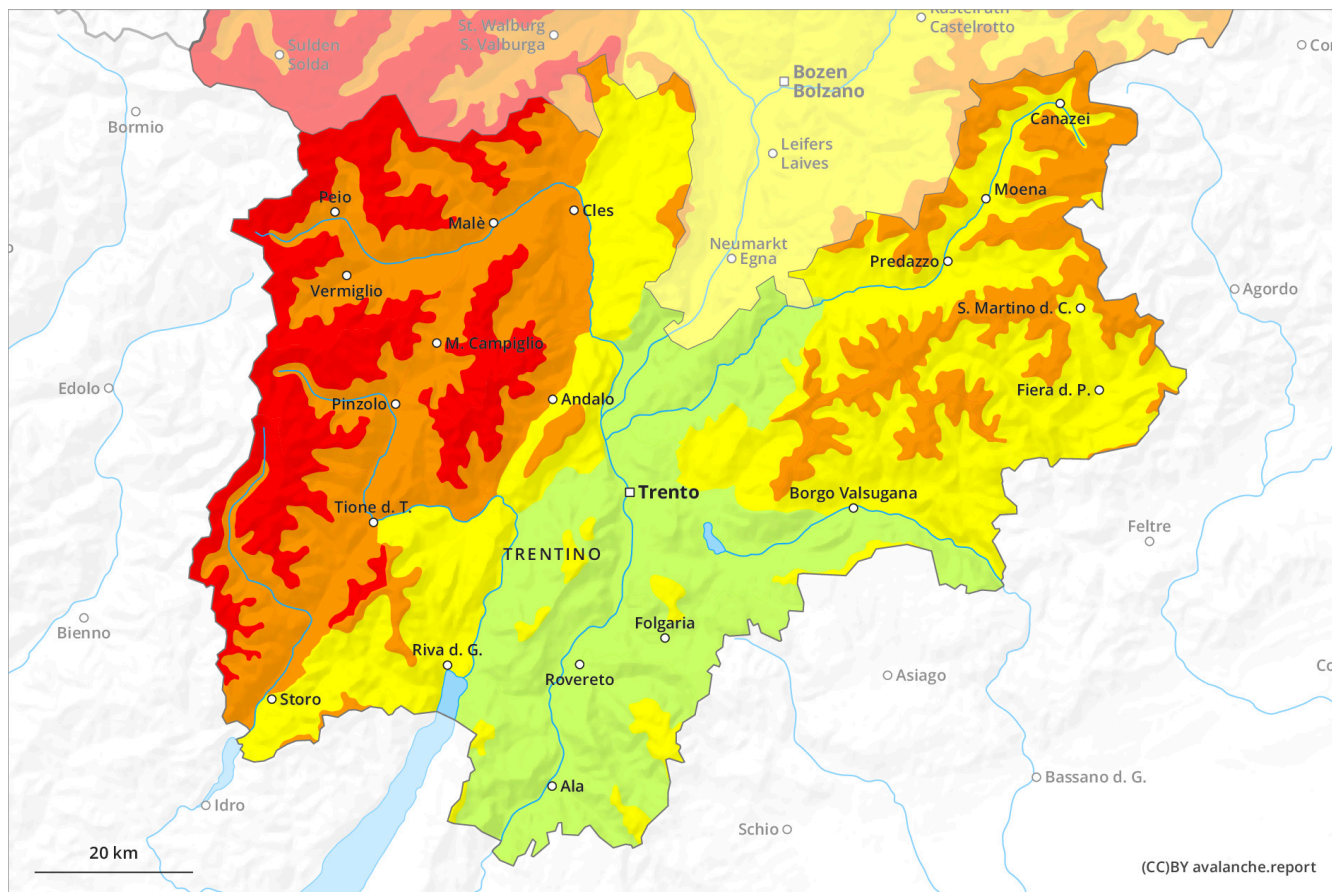 Kastelruth
Castelrotto
St. Walburg
S. Valburga
Sulden
Solda
Bozen
Bolzano
Bormio
Canazei
Leifers
Laives
Moena
Peio
Malè
Cles
Neumarkt
Egna
Predazzo
Vermiglio
Agordo
S. Martino d. C.
M. Campiglio
Edolo
Pinzolo
Andalo
Fiera d. P.
Trento
Borgo Valsugana
Tione d. T.
Feltre
TRENTINO
Bienno
Folgaria
Riva d. G.
Rovereto
Asiago
Storo
Ala
Bassano d. G.
Idro
Schio
20 km
(CC)BY avalanche.report